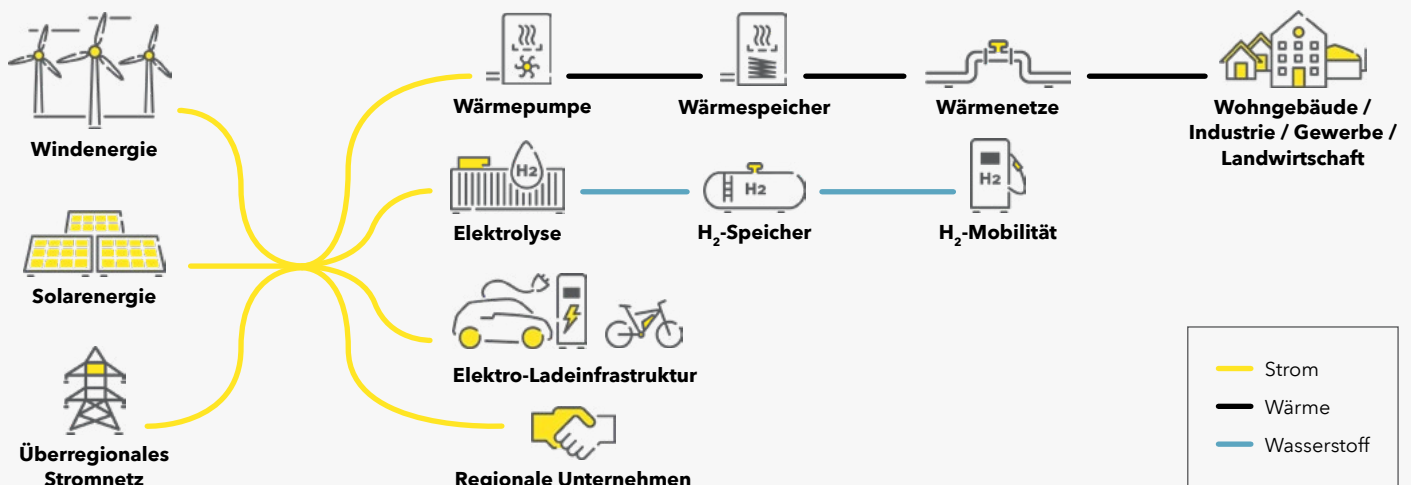 Windenergie
Solarenergie
Überregionales
Stromnetz
Wärmepumpe
Wärmespeicher
Wärmenetze
Wohngebäude /
Industrie / Gewerbe /
Landwirtschaft
H2
Elektrolyse
H2
H₂-Speicher
H2
H₂-Mobilität
Elektro-Ladeinfrastruktur
Regionale Unternehmen
Strom
Wärme
Wasserstoff